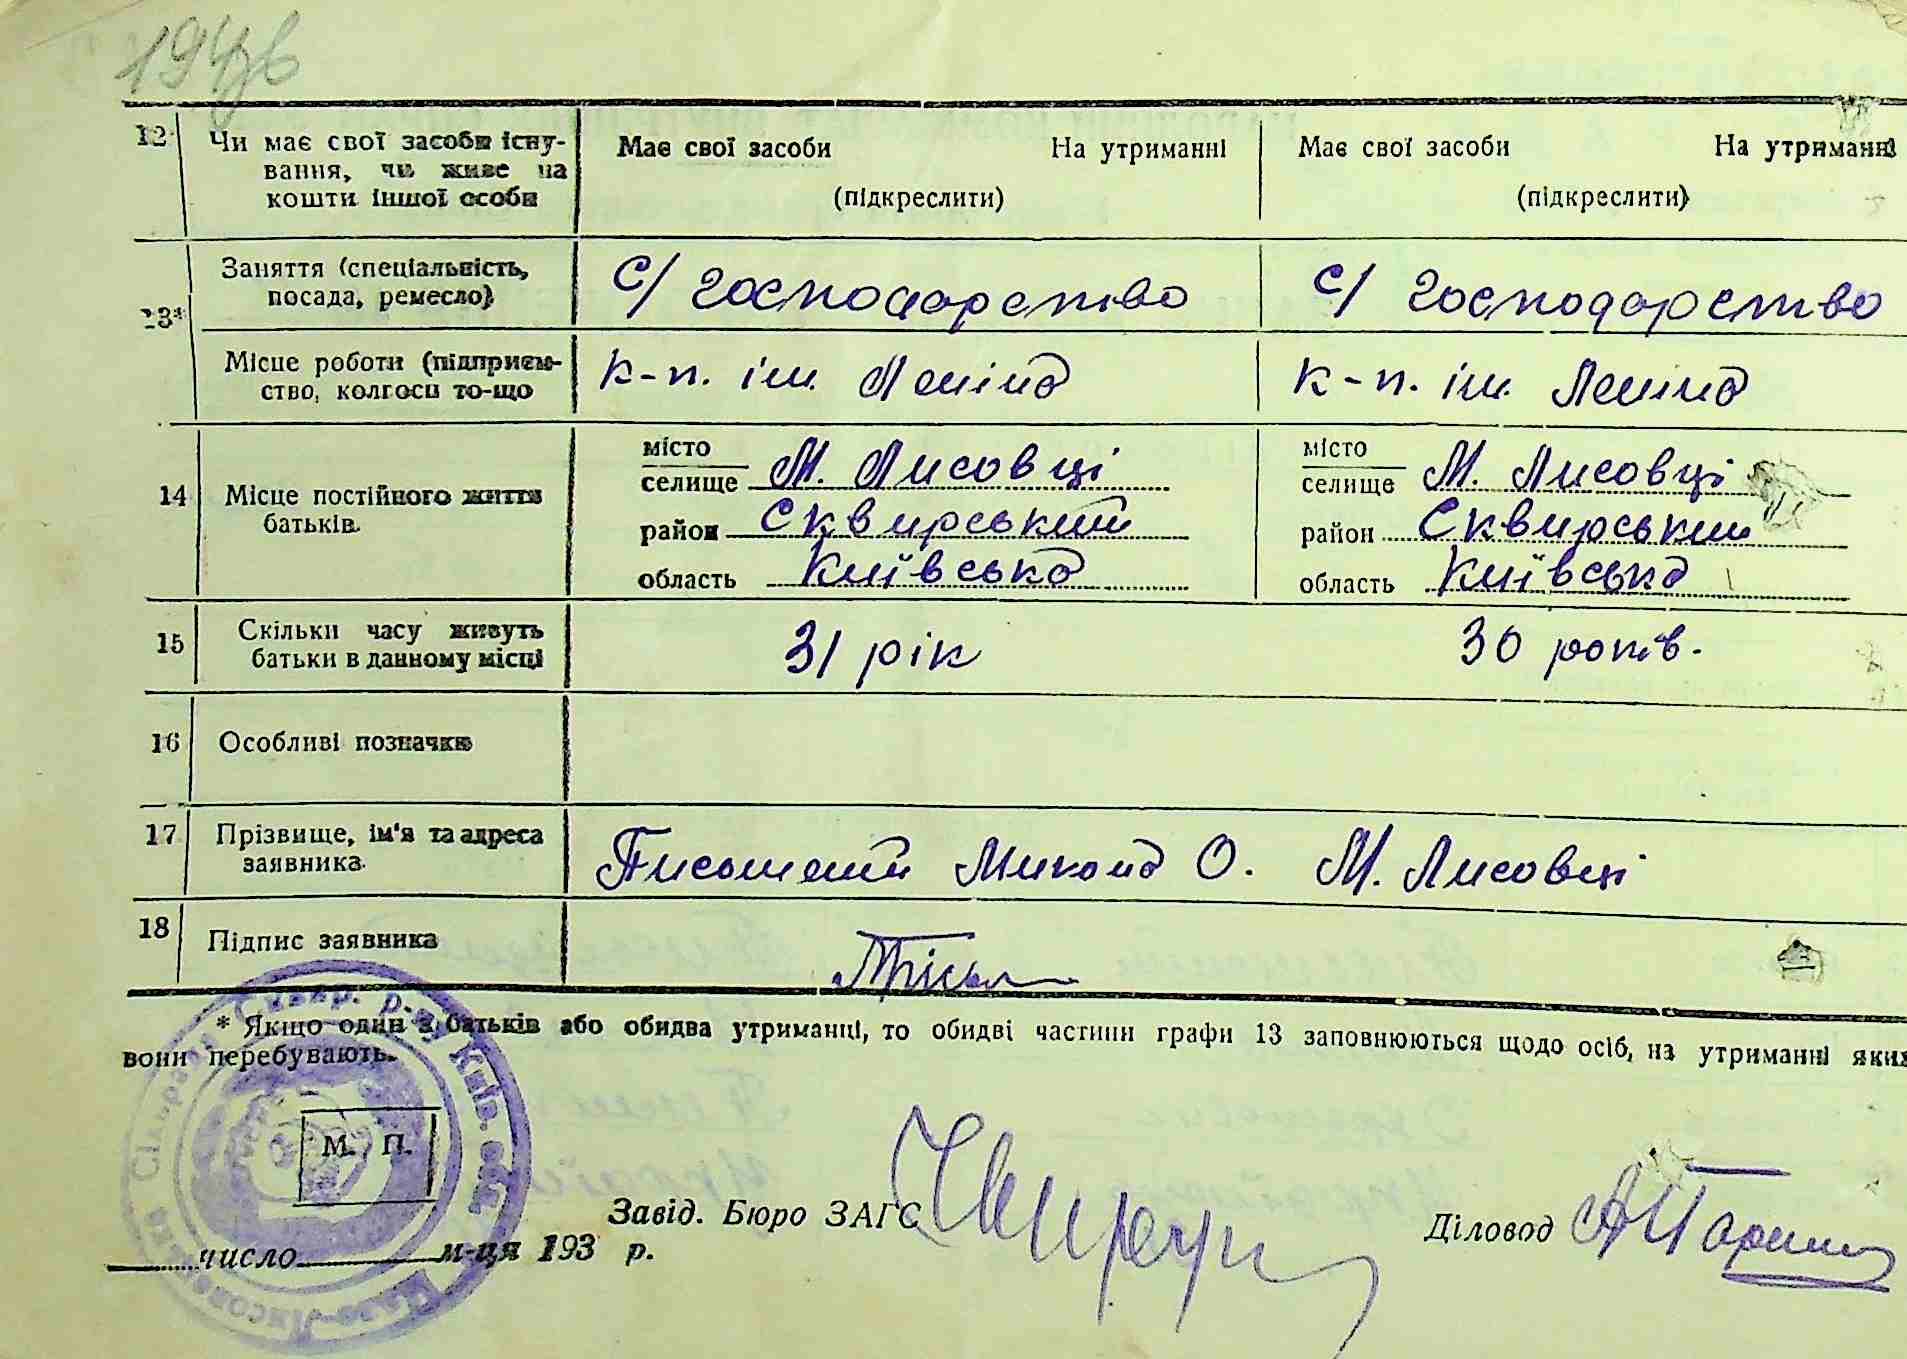 12
Чи має свої засоби існу-
вання, чи живе на
кошти іншої особи
Має свої засоби На утриманні
(підкреслити)
Має свої засоби На утриманні
(підкреслити)
13*
Заняття (спеціальність,
посада, ремесло)
С/ господарство
С/ господарство
Місце роботи (підприєм-
ство, колгосп то-що
к-п. ім. Леніна
к-п. ім. Леніна
14
Місце постійного життя
батьків.
місто
селище М. Лисовці
район Сквирський
область Київська
місто
селище М. Лисовці
район Сквирський
область Київська
15
Скільки часу живуть
батьки в данному місці
31 рік
30 років.
16
Особливі позначки
17
Прізвище, ім'я та адреса
заявника.
Микола О. М. Лисовці
18
Підпис заявника
* Якщо один з батьків або обидва утриманці, то обидві частини графи 13 заповнюються щодо осіб, на утриманні яких
вони перебувають.
М. П.
Завід. Бюро ЗАГС
Діловод
число м-ця 193 р.